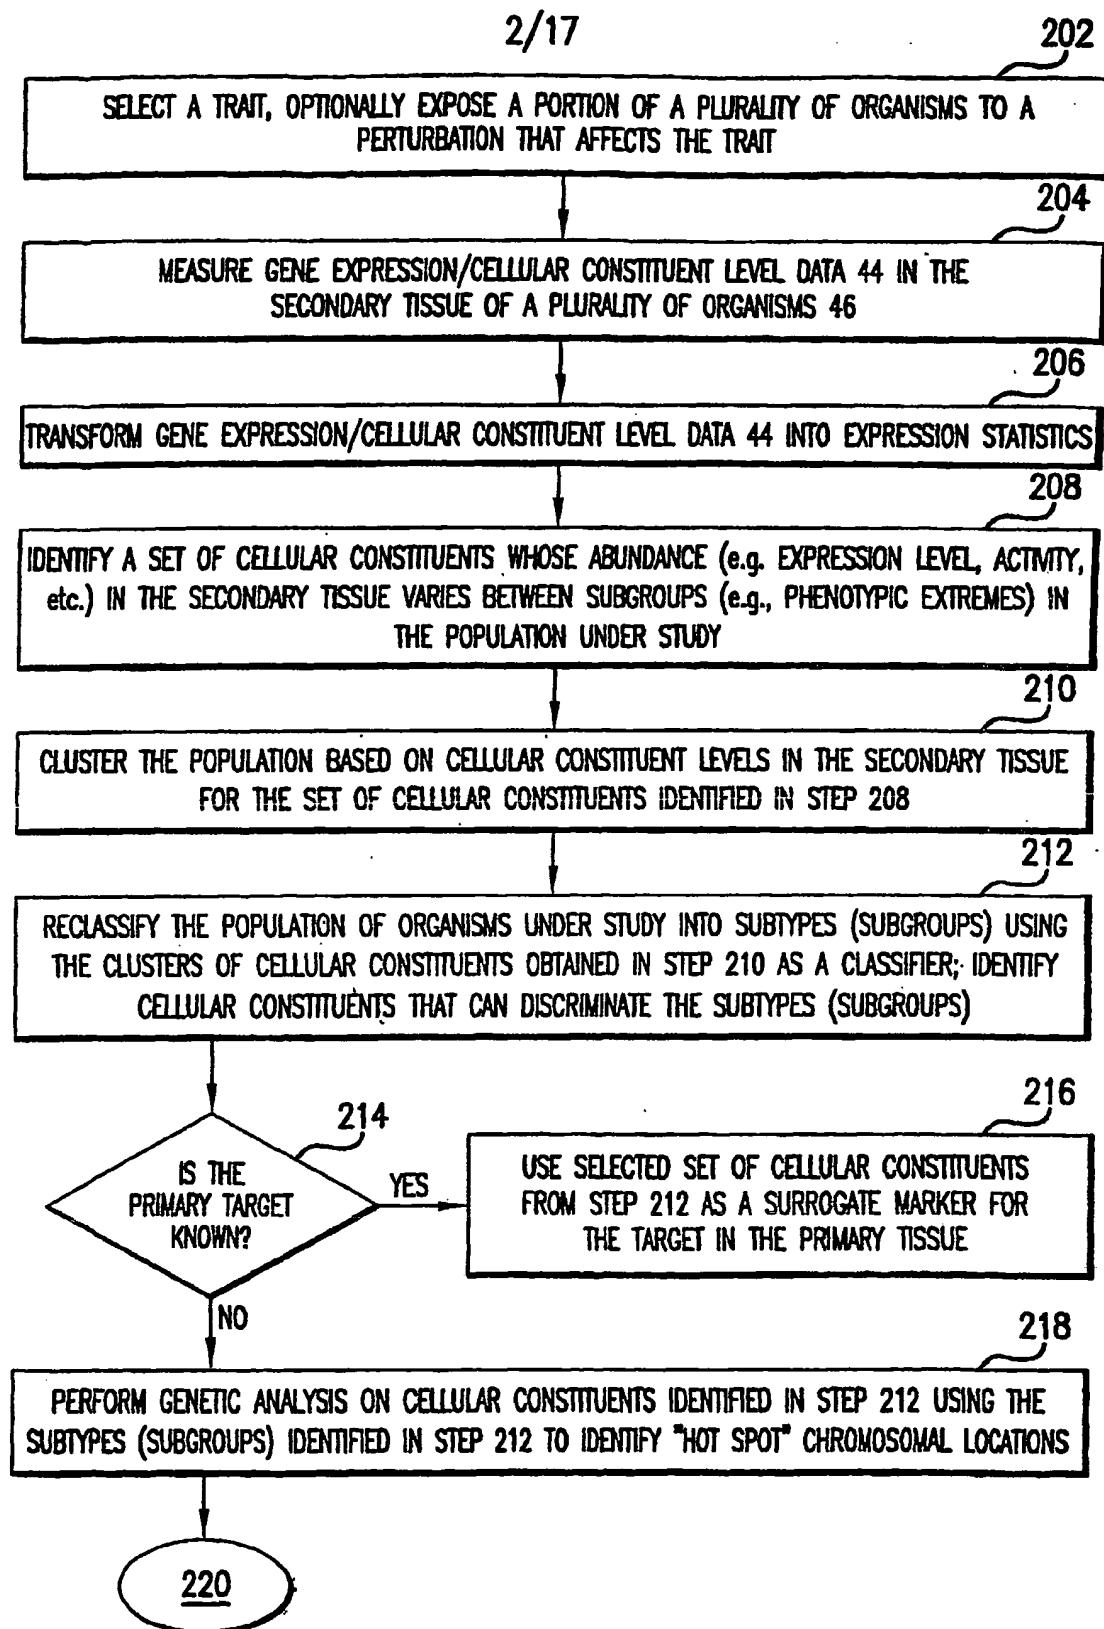 2/17
202
SELECT A TRAIT, OPTIONALLY EXPOSE A PORTION OF A PLURALITY OF ORGANISMS TO A
PERTURBATION THAT AFFECTS THE TRAIT
204
MEASURE GENE EXPRESSION/CELLULAR CONSTITUENT LEVEL DATA 44 IN THE
SECONDARY TISSUE OF A PLURALITY OF ORGANISMS 46
206
TRANSFORM GENE EXPRESSION/CELLULAR CONSTITUENT LEVEL DATA 44 INTO EXPRESSION STATISTICS
208
IDENTIFY A SET OF CELLULAR CONSTITUENTS WHOSE ABUNDANCE (e.g. EXPRESSION LEVEL, ACTIVITY,
etc.) IN THE SECONDARY TISSUE VARIES BETWEEN SUBGROUPS (e.g., PHENOTYPIC EXTREMES) IN
THE POPULATION UNDER STUDY
210
CLUSTER THE POPULATION BASED ON CELLULAR CONSTITUENT LEVELS IN THE SECONDARY TISSUE
FOR THE SET OF CELLULAR CONSTITUENTS IDENTIFIED IN STEP 208
212
RECLASSIFY THE POPULATION OF ORGANISMS UNDER STUDY INTO SUBTYPES (SUBGROUPS) USING
THE CLUSTERS OF CELLULAR CONSTITUENTS OBTAINED IN STEP 210 AS A CLASSIFIER; IDENTIFY
CELLULAR CONSTITUENTS THAT CAN DISCRIMINATE THE SUBTYPES (SUBGROUPS)
214
IS THE
PRIMARY TARGET
KNOWN?
YES
216
USE SELECTED SET OF CELLULAR CONSTITUENTS
FROM STEP 212 AS A SURROGATE MARKER FOR
THE TARGET IN THE PRIMARY TISSUE
NO
218
PERFORM GENETIC ANALYSIS ON CELLULAR CONSTITUENTS IDENTIFIED IN STEP 212 USING THE
SUBTYPES (SUBGROUPS) IDENTIFIED IN STEP 212 TO IDENTIFY "HOT SPOT" CHROMOSOMAL LOCATIONS
220